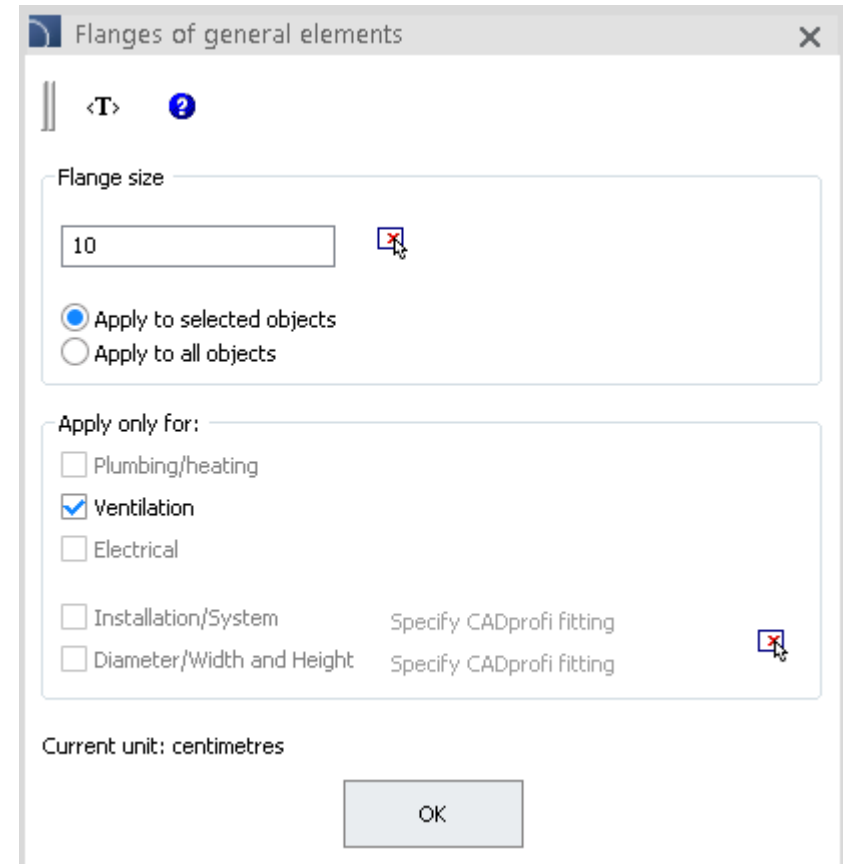 Flanges of general elements
<T>
?
Flange size
10
Apply to selected objects
Apply to all objects
Apply only for:
Plumbing/heating
Ventilation
Electrical
Installation/System Specify CADprofi fitting
Diameter/Width and Height Specify CADprofi fitting
Current unit: centimetres
OK